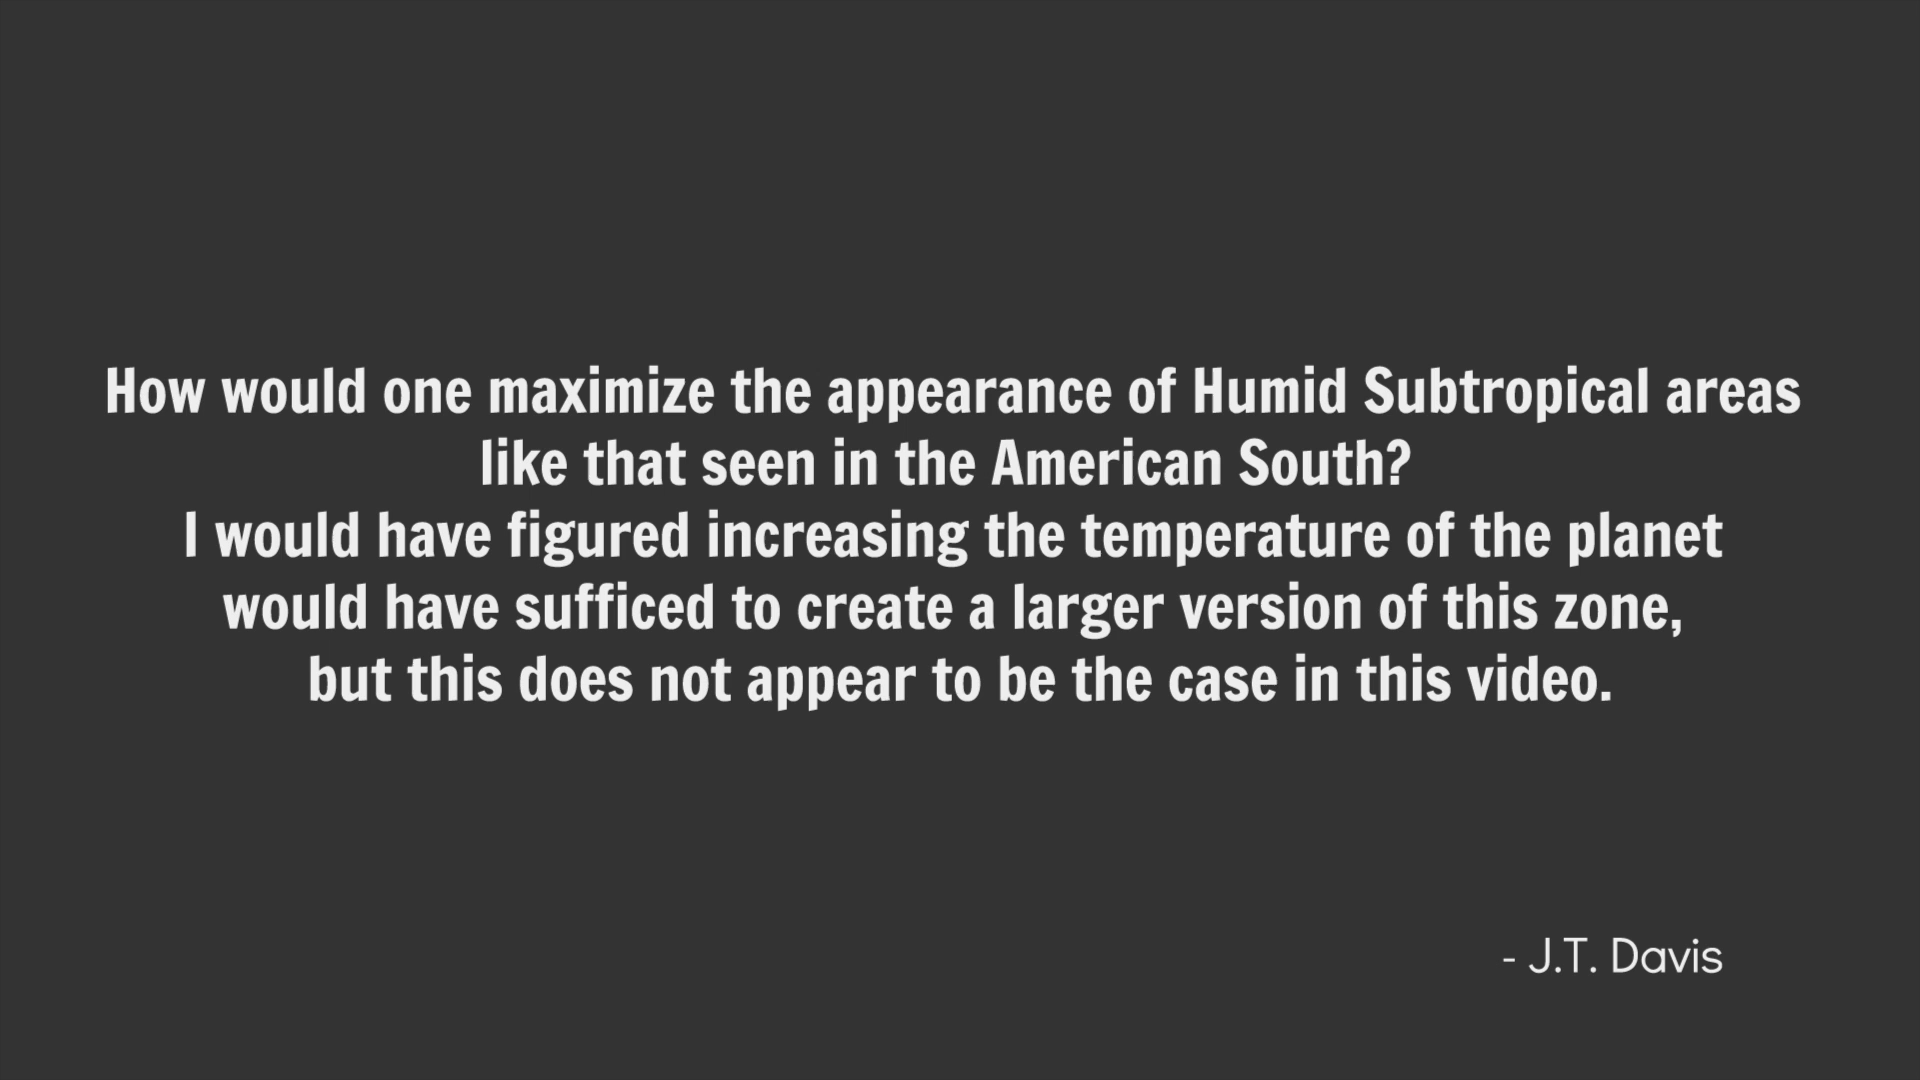 How would one maximize the appearance of Humid Subtropical areas
like that seen in the American South?
I would have figured increasing the temperature of the planet
would have sufficed to create a larger version of this zone,
but this does not appear to be the case in this video.
- J.T. Davis